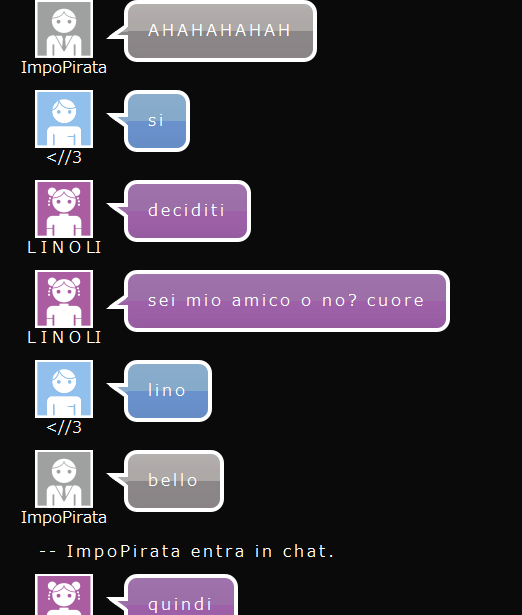 AHAHAHAHAH
ImpoPirata
si
<//3
deciditi
L I N O LI
sei mio amico o no? cuore
L I N O LI
lino
<//3
bello
ImpoPirata
-- ImpoPirata entra in chat.
quindi